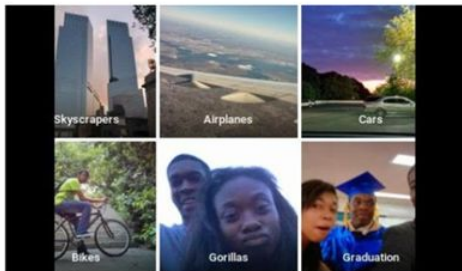 Skyscrapers
Airplanes
Cars
Bikes
Gorillas
Graduation